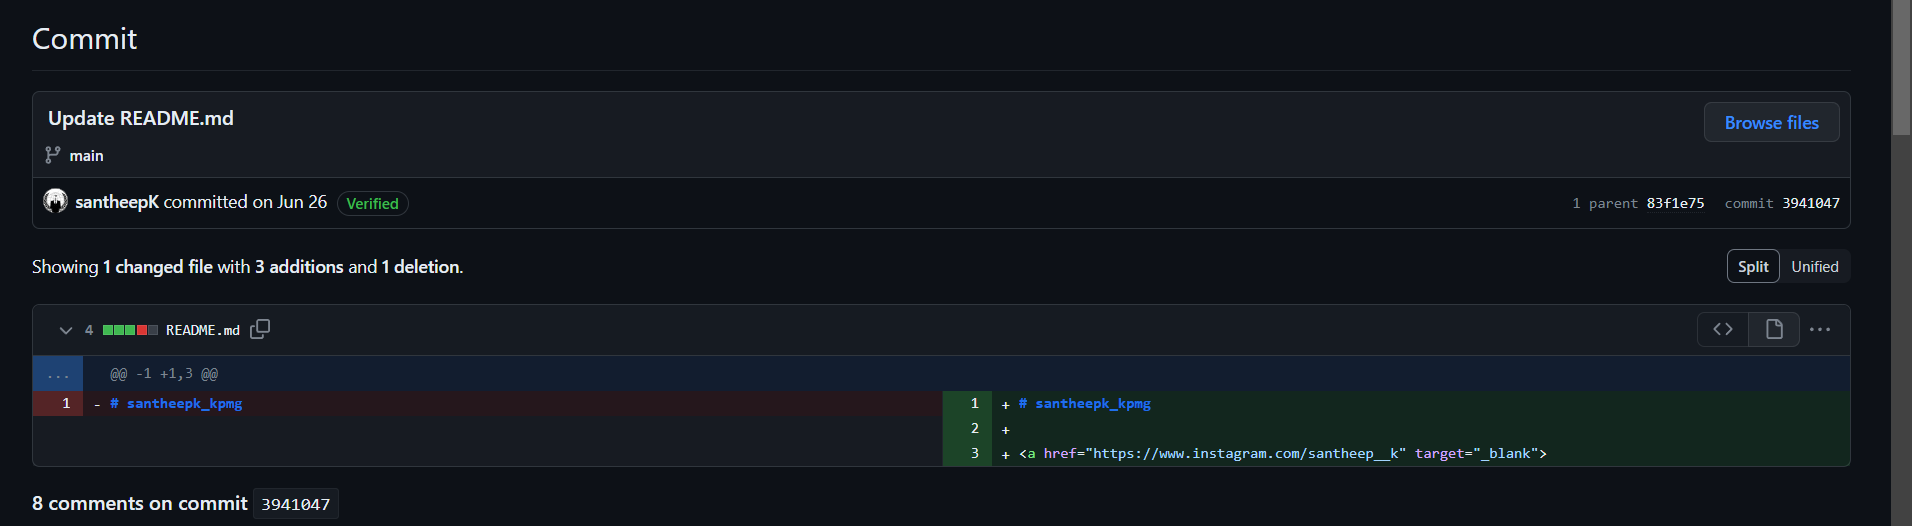 Commit
Update README.md
Browse files
main
santheepK committed on Jun 26 Verified
1 parent 83f1e75 commit 3941047
Showing 1 changed file with 3 additions and 1 deletion.
Split Unified
4 README.md
... @@ -1 +1,3 @@
1 - # santheepk_kpmg
1 + # santheepk_kpmg
2 +
3 + <a href="https://www.instagram.com/santheep__k" target="_blank">
8 comments on commit 3941047